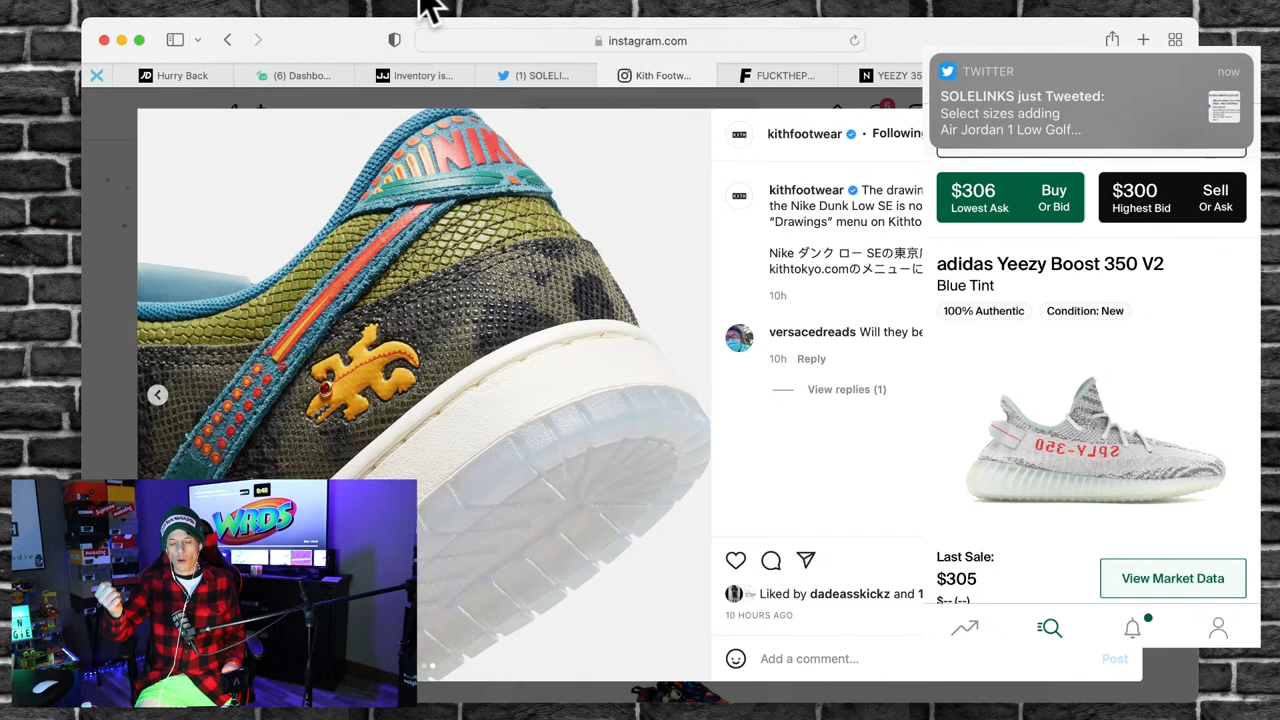 instagram.com
Hurry Back
(6) Dashbo...
Inventory is...
(1) SOLELI...
Kith Footw...
FUCKTHEP...
YEEZY 35
TWITTER
now
SOLELINKS just Tweeted:
Select sizes adding
Air Jordan 1 Low Golf...
kithfootwear • Following
kithfootwear The drawin
the Nike Dunk Low SE is no
“Drawings” menu on Kithto
Nike ダンク ロー SEの東京
kithtokyo.comのメニューに
10h
versacedreads Will they be
10h Reply
View replies (1)
Liked by dadeasskickz and 1
10 HOURS AGO
Add a comment...
Post
$306 Buy
Lowest Ask Or Bid
$300 Sell
Highest Bid Or Ask
adidas Yeezy Boost 350 V2
Blue Tint
100% Authentic
Condition: New
SPLY-350
Last Sale:
$305
$-- (--)
View Market Data
NIK
KITH
KITH
WRDS
Supreme